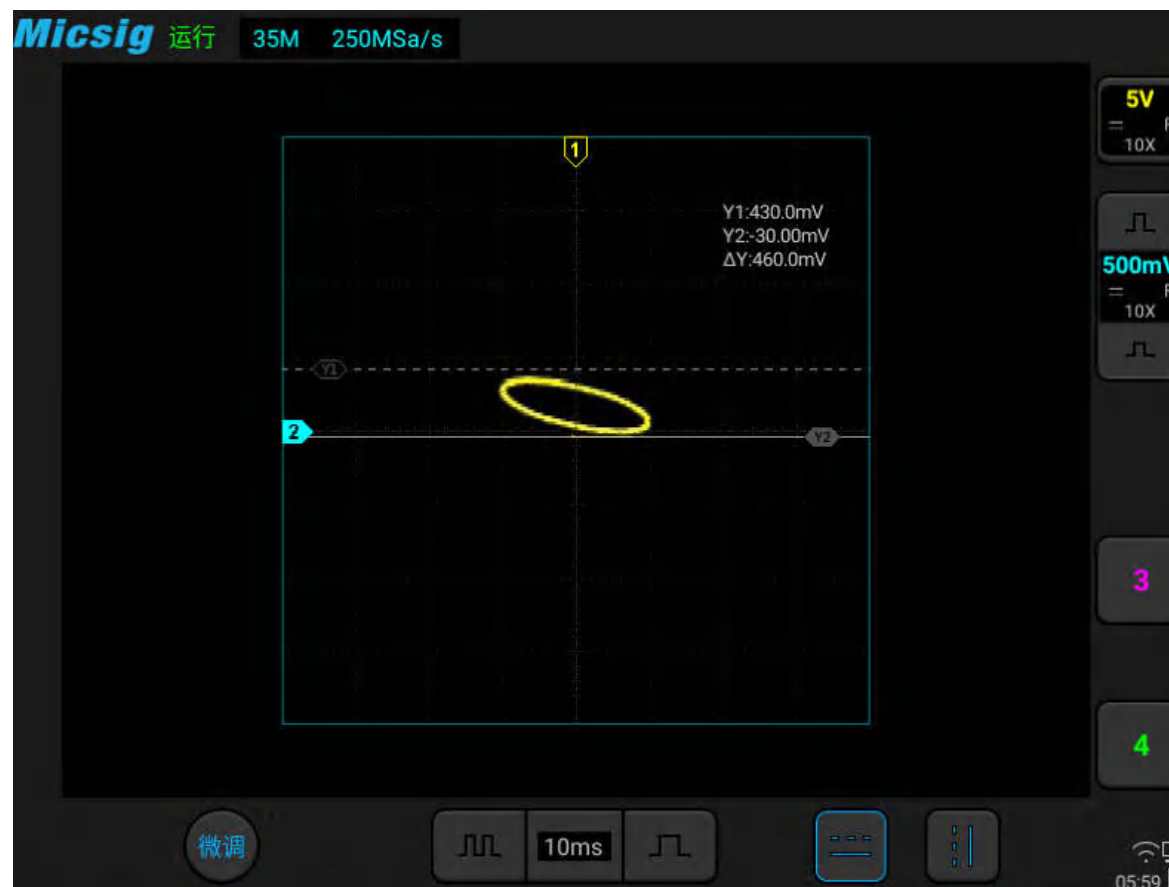 Micsig 运行 35M 250MSa/s
1
5V
10X
Y1:430.0mV
Y2:-30.00mV
ΔY:460.0mV
500mV
10X
Y1
2
Y2
3
4
微调
10ms
05:59